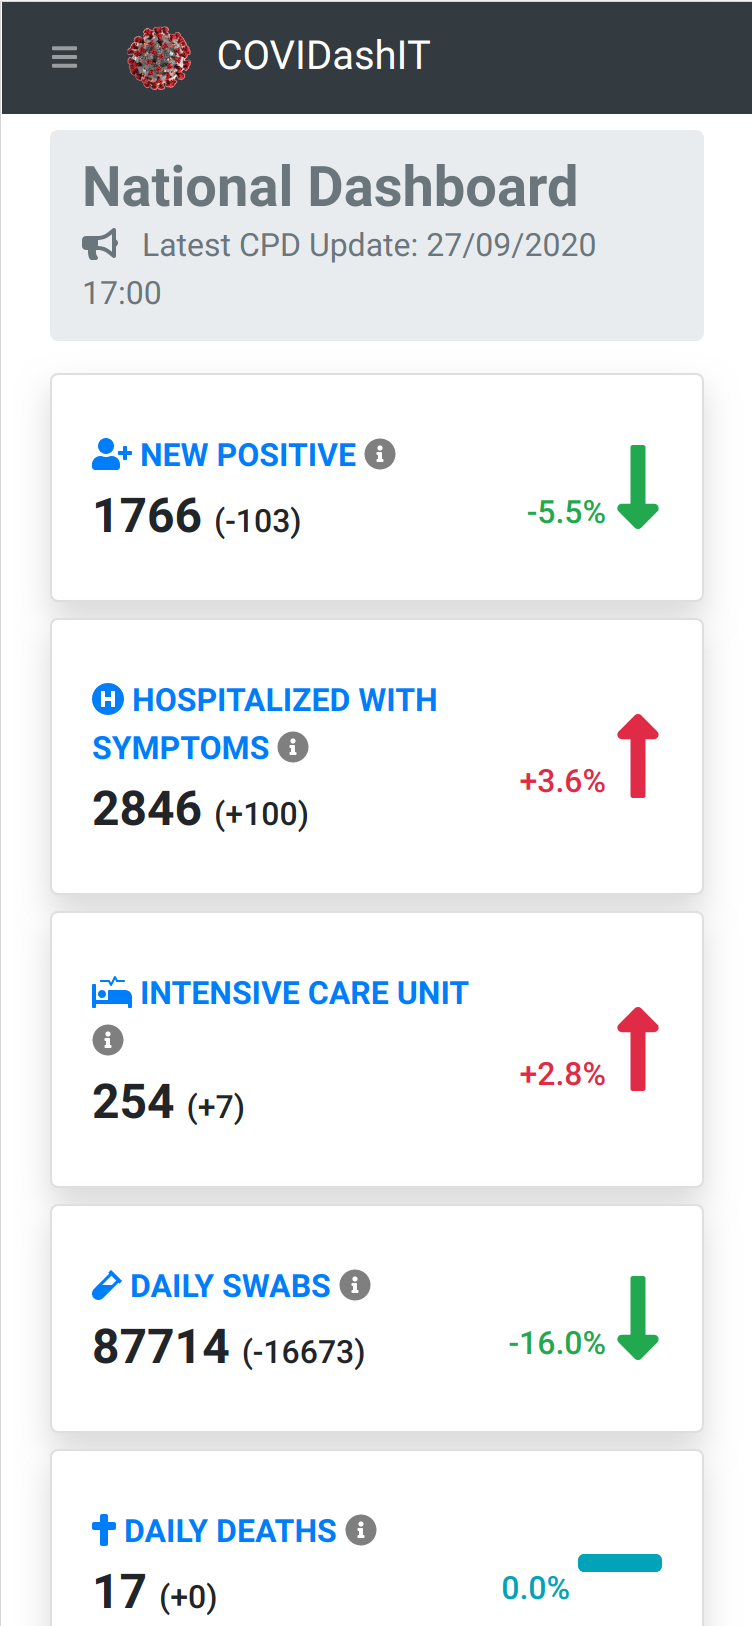 COVIDashIT
National Dashboard
Latest CPD Update: 27/09/2020
17:00
NEW POSITIVE
1766 (-103)
-5.5%
HOSPITALIZED WITH
SYMPTOMS
2846 (+100)
+3.6%
INTENSIVE CARE UNIT
254 (+7)
+2.8%
DAILY SWABS
87714 (-16673)
-16.0%
DAILY DEATHS
17 (+0)
0.0%